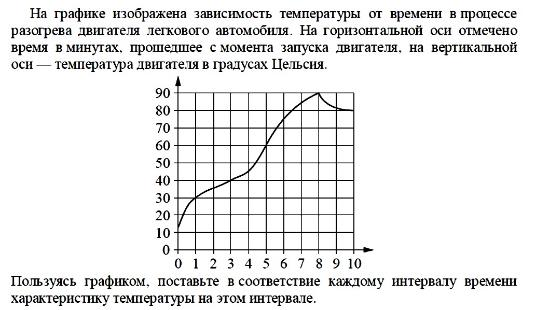 На графике изображена зависимость температуры от времени в процессе
разогрева двигателя легкового автомобиля. На горизонтальной оси отмечено
время в минутах, прошедшее с момента запуска двигателя, на вертикальной
оси — температура двигателя в градусах Цельсия.
90
80
70
60
50
40
30
20
10
0
0 1 2 3 4 5 6 7 8 9 10
Пользуясь графиком, поставьте в соответствие каждому интервалу времени
характеристику температуры на этом интервале.